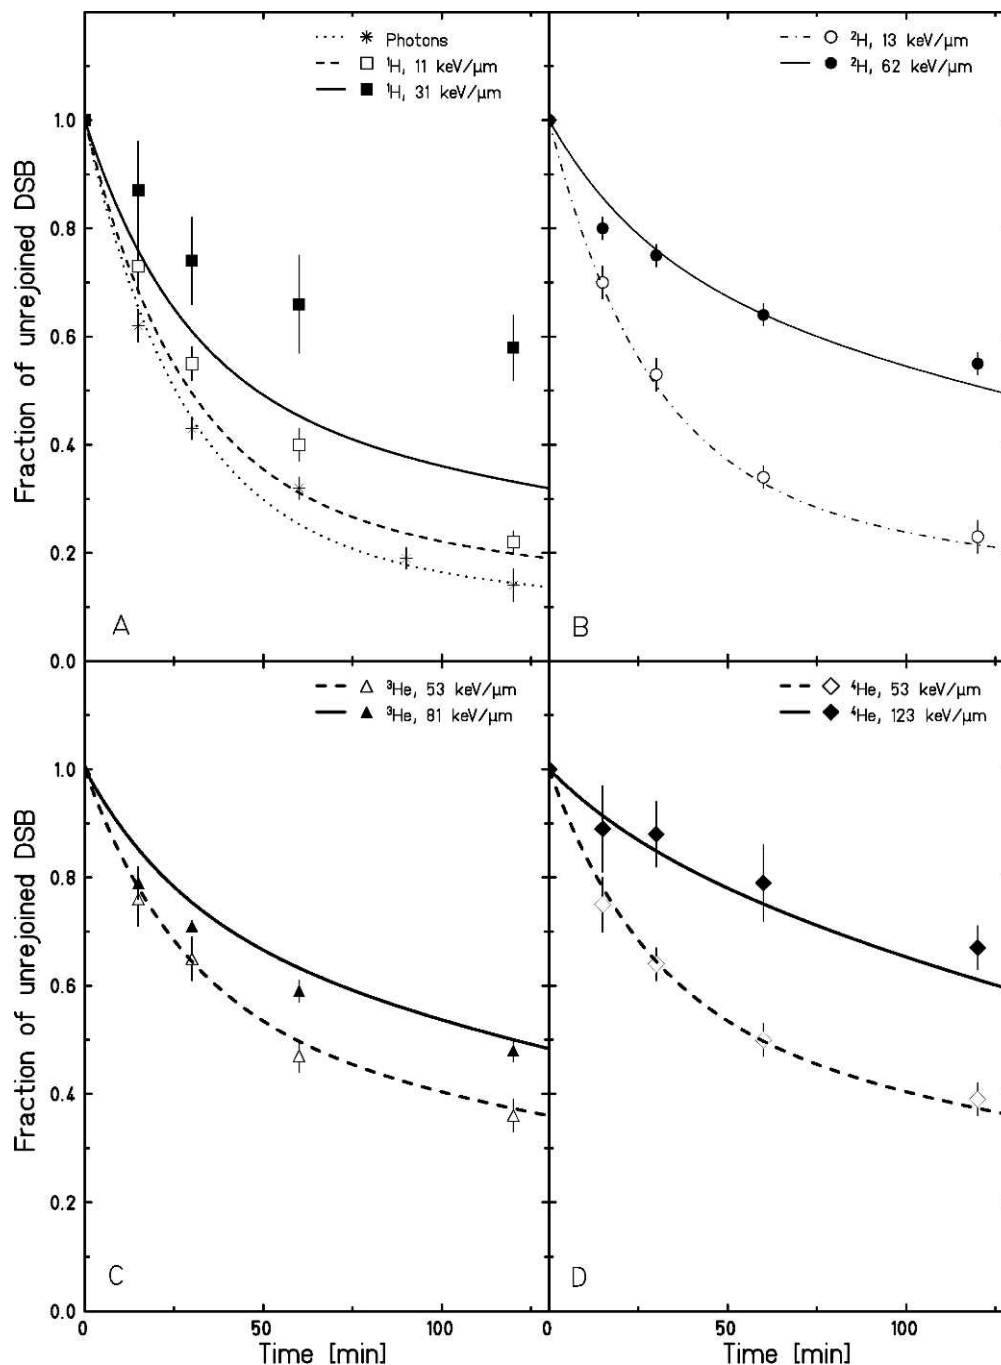 Photons
¹H, 11 keV/μm
¹H, 31 keV/μm
²H, 13 keV/μm
²H, 62 keV/μm
Fraction of unrejoined DSB
1.0
0.8
0.6
0.4
0.2
0.0
A
B
³He, 53 keV/μm
³He, 81 keV/μm
⁴He, 53 keV/μm
⁴He, 123 keV/μm
Fraction of unrejoined DSB
1.0
0.8
0.6
0.4
0.2
0.0
C
D
0 50 100 0 50 100
Time [min] Time [min]